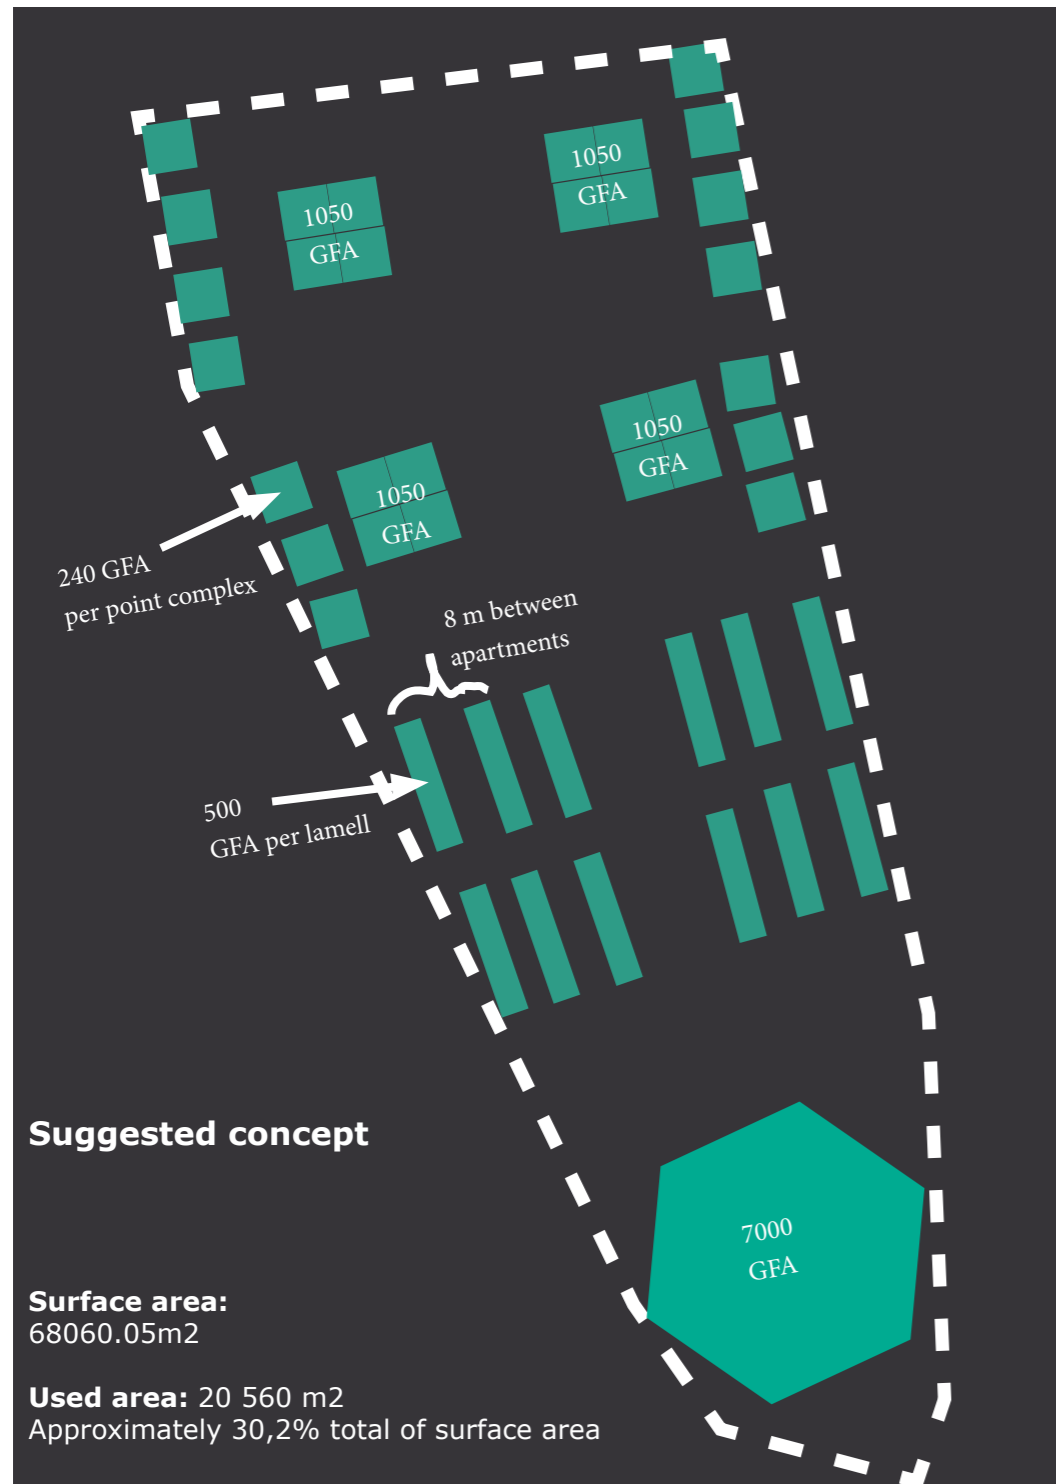 1050
GFA
1050
GFA
1050
GFA
1050
GFA
240 GFA
per point complex
8 m between
apartments
500
GFA per lamell
Suggested concept
7000
GFA
Surface area:
68060.05m2
Used area: 20 560 m2
Approximately 30,2% total of surface area